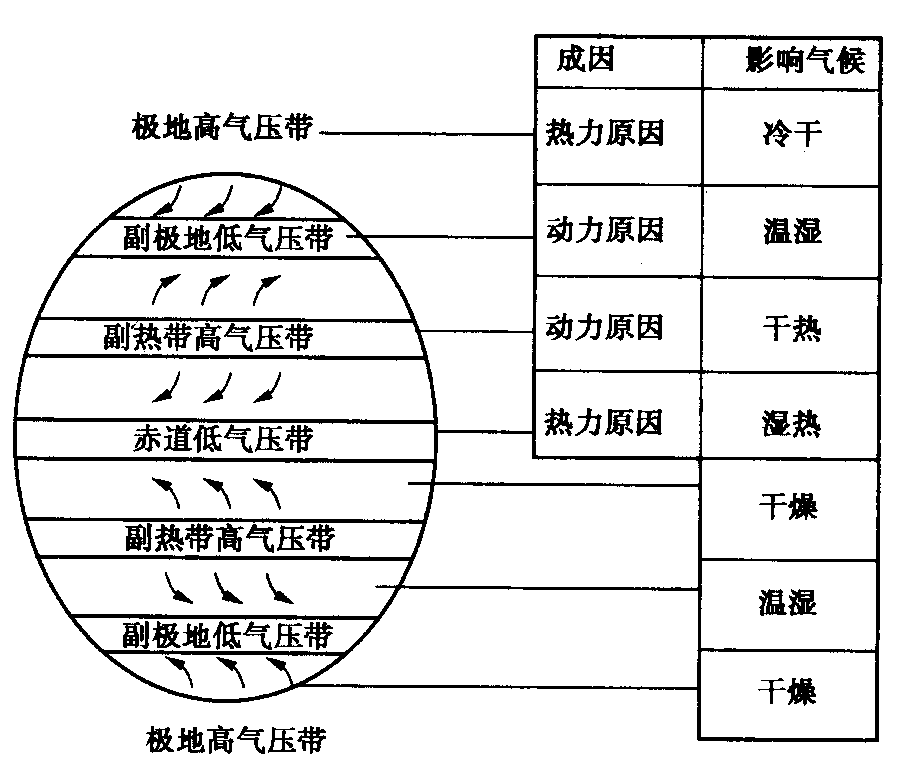 成因 影响气候
极地高气压带 热力原因 冷干
副极地低气压带 动力原因 温湿
副热带高气压带 动力原因 干热
赤道低气压带 热力原因 湿热
干燥
副热带高气压带
温湿
副极地低气压带
干燥
极地高气压带